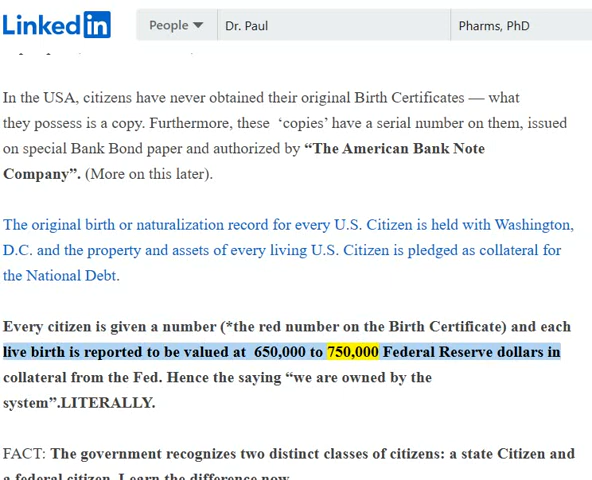 Linked in
People
Dr. Paul
Pharms, PhD
In the USA, citizens have never obtained their original Birth Certificates — what
they possess is a copy. Furthermore, these ‘copies’ have a serial number on them, issued
on special Bank Bond paper and authorized by “The American Bank Note
Company”. (More on this later).
The original birth or naturalization record for every U.S. Citizen is held with Washington,
D.C. and the property and assets of every living U.S. Citizen is pledged as collateral for
the National Debt.
Every citizen is given a number (*the red number on the Birth Certificate) and each
live birth is reported to be valued at 650,000 to 750,000 Federal Reserve dollars in
collateral from the Fed. Hence the saying “we are owned by the
system”.LITERALLY.
FACT: The government recognizes two distinct classes of citizens: a state Citizen and
a federal citizen. Learn the difference now.